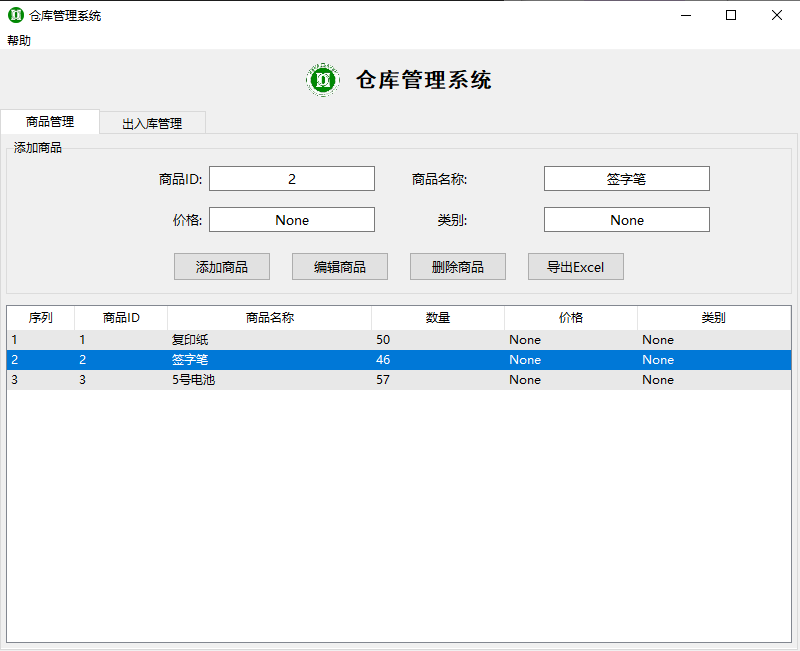 仓库管理系统
帮助
仓库管理系统
商品管理 出入库管理
添加商品
商品ID: 2 商品名称: 签字笔
价格: None 类别: None
添加商品 编辑商品 删除商品 导出Excel
序列 商品ID 商品名称 数量 价格 类别
1 1 复印纸 50 None None
2 2 签字笔 46 None None
3 3 5号电池 57 None None